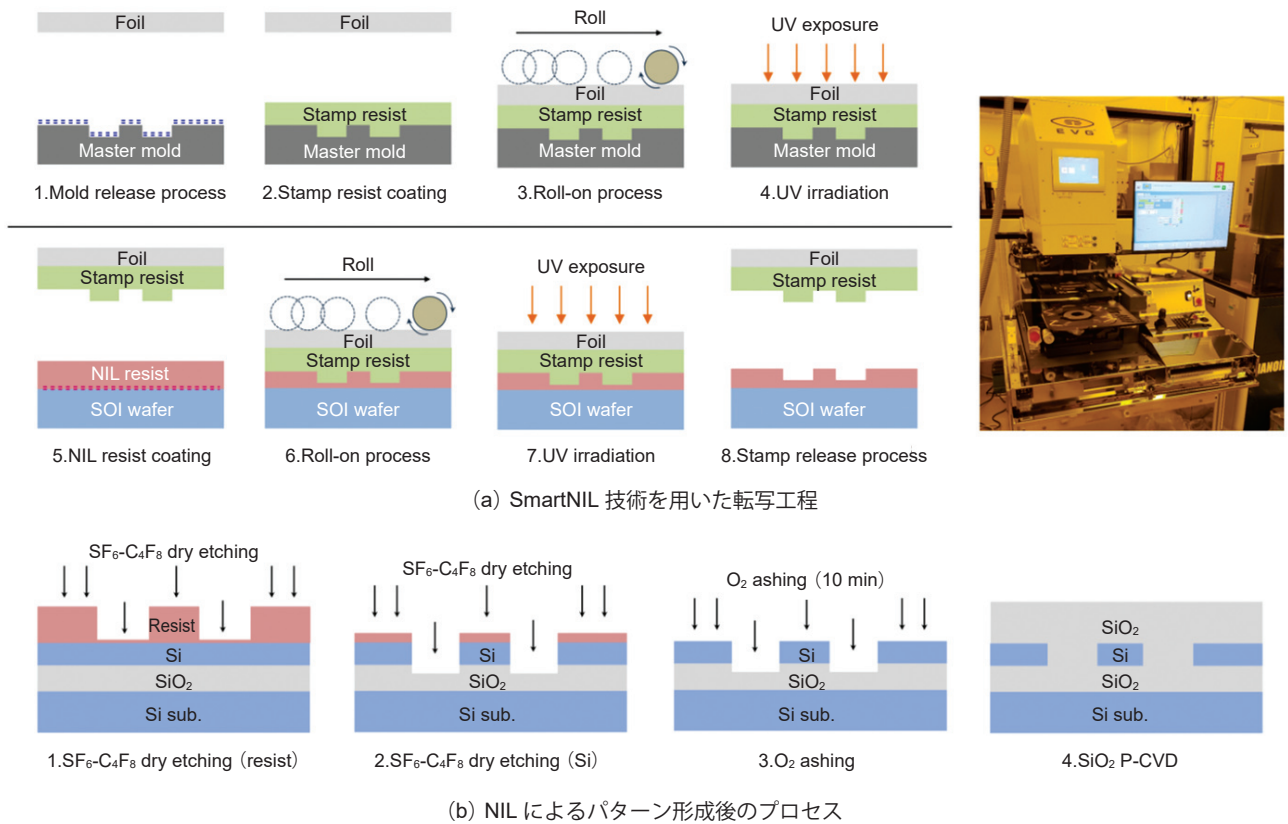 Foil
Master mold
1.Mold release process
Foil
Stamp resist
Master mold
2.Stamp resist coating
Roll
Foil
Stamp resist
Master mold
3.Roll-on process
UV exposure
Foil
Stamp resist
Master mold
4.UV irradiation
EVG
Foil
Stamp resist
NIL resist
SOI wafer
5.NIL resist coating
Roll
Foil
Stamp resist
SOI wafer
6.Roll-on process
UV exposure
Foil
Stamp resist
SOI wafer
7.UV irradiation
Foil
Stamp resist
SOI wafer
8.Stamp release process
(a) SmartNIL 技術を用いた転写工程
SF₆-C₄F₈ dry etching
Resist
Si
SiO₂
Si sub.
1.SF₆-C₄F₈ dry etching (resist)
SF₆-C₄F₈ dry etching
Si
SiO₂
Si sub.
2.SF₆-C₄F₈ dry etching (Si)
O₂ ashing (10 min)
Si
SiO₂
Si sub.
3.O₂ ashing
SiO₂
Si
SiO₂
Si sub.
4.SiO₂ P-CVD
(b) NIL によるパターン形成後のプロセス